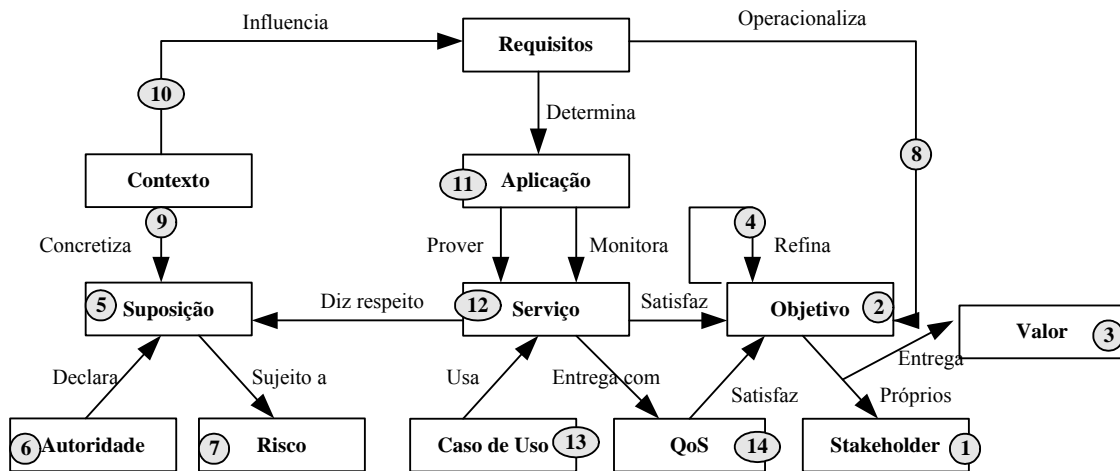 Influencia
Operacionaliza
Requisitos
10
Determina
8
Contexto
11 Aplicação
9
4
Concretiza
Prover
Monitora
Refina
5 Suposição
Diz respeito
12 Serviço
Satisfaz
Objetivo 2
Valor 3
Entrega
Declara
Sujeito a
Usa
Entrega com
Satisfaz
Próprios
6 Autoridade
7 Risco
Caso de Uso 13
QoS 14
Stakeholder 1